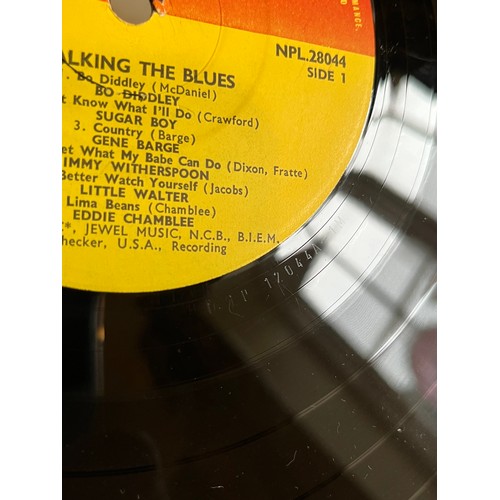 MANCE.
NPL.28044
ALKING THE BLUES
SIDE 1
. Bo Diddley (McDaniel)
BO DIDDLEY
t Know What I'll Do (Crawford)
SUGAR BOY
3. Country (Barge)
GENE BARGE
et What My Babe Can Do (Dixon, Fratte)
IMMY WITHERSPOON
Better Watch Yourself (Jacobs)
LITTLE WALTER
Lima Beans (Chamblee)
EDDIE CHAMBLEE
*, JEWEL MUSIC, N.C.B., B.I.E.M.
hecker, U.S.A., Recording